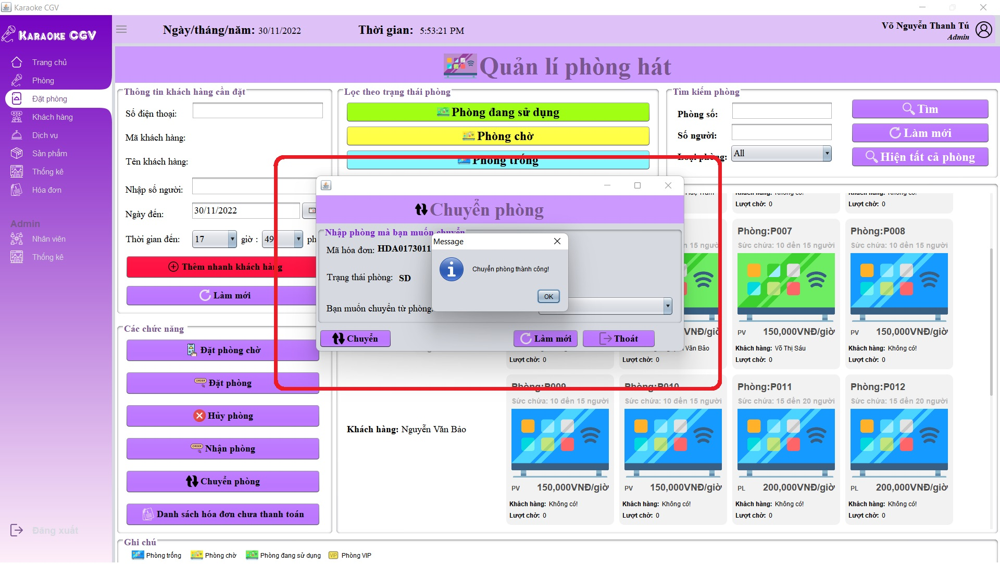 Karaoke CGV
KARAOKE CGV
Ngày/tháng/năm: 30/11/2022
Thời gian: 5:53:21 PM
Võ Nguyễn Thanh Tú
Admin
Trang chủ
Phòng
Đặt phòng
Khách hàng
Dịch vụ
Sản phẩm
Thống kê
Hóa đơn
Admin
Nhân viên
Thống kê
Đăng xuất
Quản lí phòng hát
Thông tin khách hàng cần đặt
Số điện thoại:
Mã khách hàng:
Tên khách hàng:
Nhập số người:
Ngày đến: 30/11/2022
Thời gian đến: 17 giờ : 49 ph
Thêm nhanh khách hàng
Làm mới
Các chức năng
Đặt phòng chờ
ORDER Đặt phòng
Hủy phòng
ORDER Nhận phòng
Chuyển phòng
Danh sách hóa đơn chưa thanh toán
Lọc theo trạng thái phòng
Phòng đang sử dụng
Phòng chờ
Phòng trống
Tìm kiếm phòng
Phòng số:
Số người:
Loại phòng: All
Tìm
Làm mới
Hiện tất cả phòng
Chuyển phòng
Nhập phòng mà bạn muốn chuyển
Mã hóa đơn: HDA0173011
Trạng thái phòng: SD
Bạn muốn chuyển từ phòng:
Chuyển
Làm mới
Thoát
Message
Chuyển phòng thành công!
OK
Khách hàng: Nguyễn Văn Bảo
Lượt chờ: 0
Lượt chờ: 0
n 15 người
VNĐ/giờ
Văn Bảo
Lượt chờ: 0
Lượt chờ: 0
Phòng:P007
Sức chứa: 10 đến 15 người
PV 150,000VNĐ/giờ
Khách hàng: Võ Thị Sáu
Lượt chờ: 0
Phòng:P008
Sức chứa: 10 đến 15 người
PV 150,000VNĐ/giờ
Khách hàng: Không có!
Lượt chờ: 0
Phòng:P009
Sức chứa: 10 đến 15 người
PV 150,000VNĐ/giờ
Khách hàng: Không có!
Lượt chờ: 0
Phòng:P010
Sức chứa: 10 đến 15 người
PV 150,000VNĐ/giờ
Khách hàng: Không có!
Lượt chờ: 0
Phòng:P011
Sức chứa: 15 đến 20 người
PL 200,000VNĐ/giờ
Khách hàng: Không có!
Lượt chờ: 0
Phòng:P012
Sức chứa: 15 đến 20 người
PL 200,000VNĐ/giờ
Khách hàng: Không có!
Lượt chờ: 0
Ghi chú
Phòng trống
Phòng chờ
Phòng đang sử dụng
VIP Phòng VIP